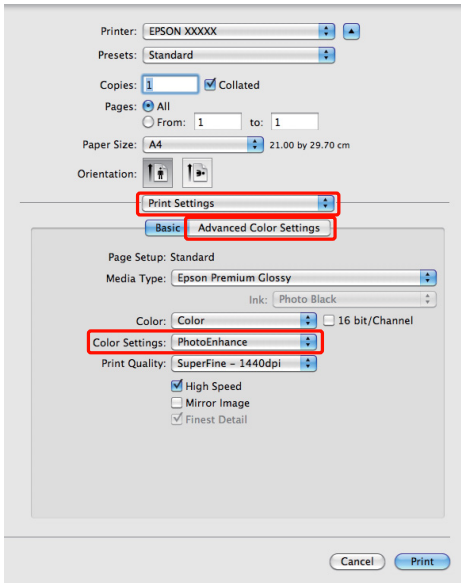 Printer: EPSON XXXXX
Presets: Standard
Copies: 1 Collated
Pages: All
From: 1 to: 1
Paper Size: A4 21.00 by 29.70 cm
Orientation:
Print Settings
Basic Advanced Color Settings
Page Setup: Standard
Media Type: Epson Premium Glossy
Ink: Photo Black
Color: Color 16 bit/Channel
Color Settings: PhotoEnhance
Print Quality: SuperFine – 1440dpi
High Speed
Mirror Image
Finest Detail
Cancel Print